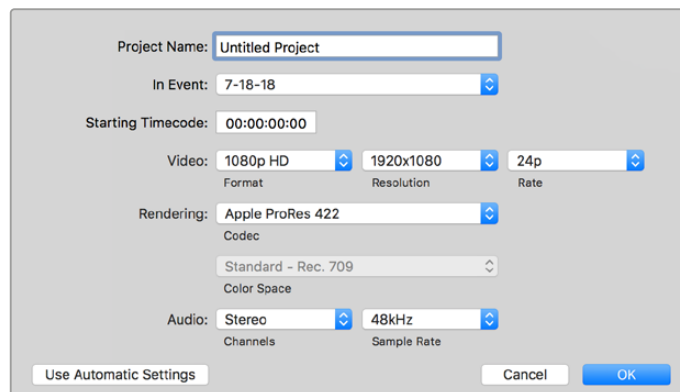 Project Name: Untitled Project
In Event: 7-18-18
Starting Timecode: 00:00:00:00
Video: 1080p HD 1920x1080 24p
Format Resolution Rate
Rendering: Apple ProRes 422
Codec
Standard - Rec. 709
Color Space
Audio: Stereo 48kHz
Channels Sample Rate
Use Automatic Settings Cancel OK